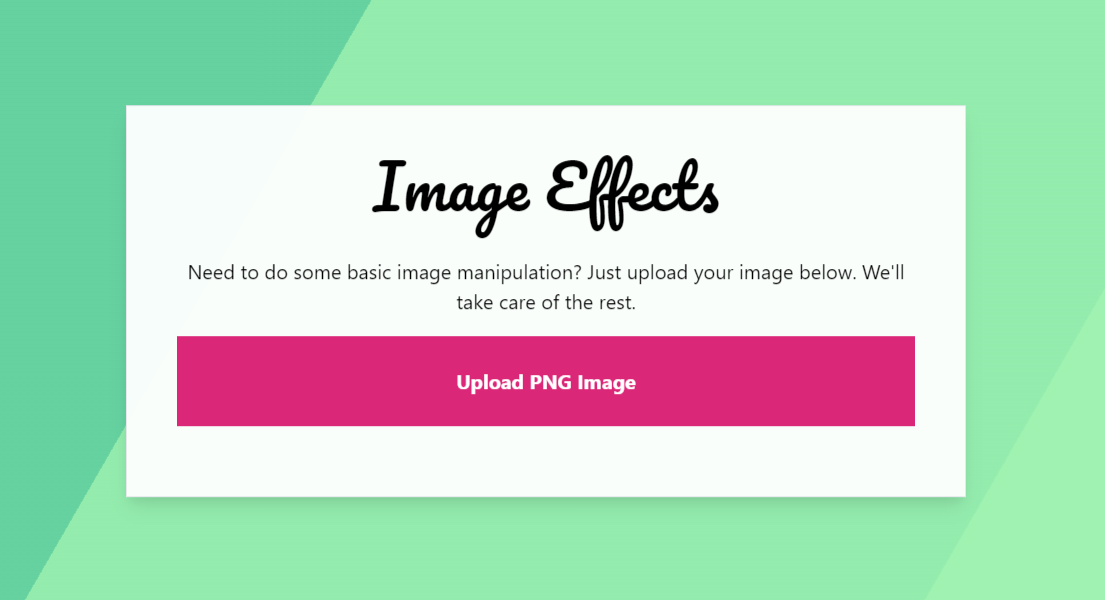 Image Effects
Need to do some basic image manipulation? Just upload your image below. We'll
take care of the rest.
Upload PNG Image